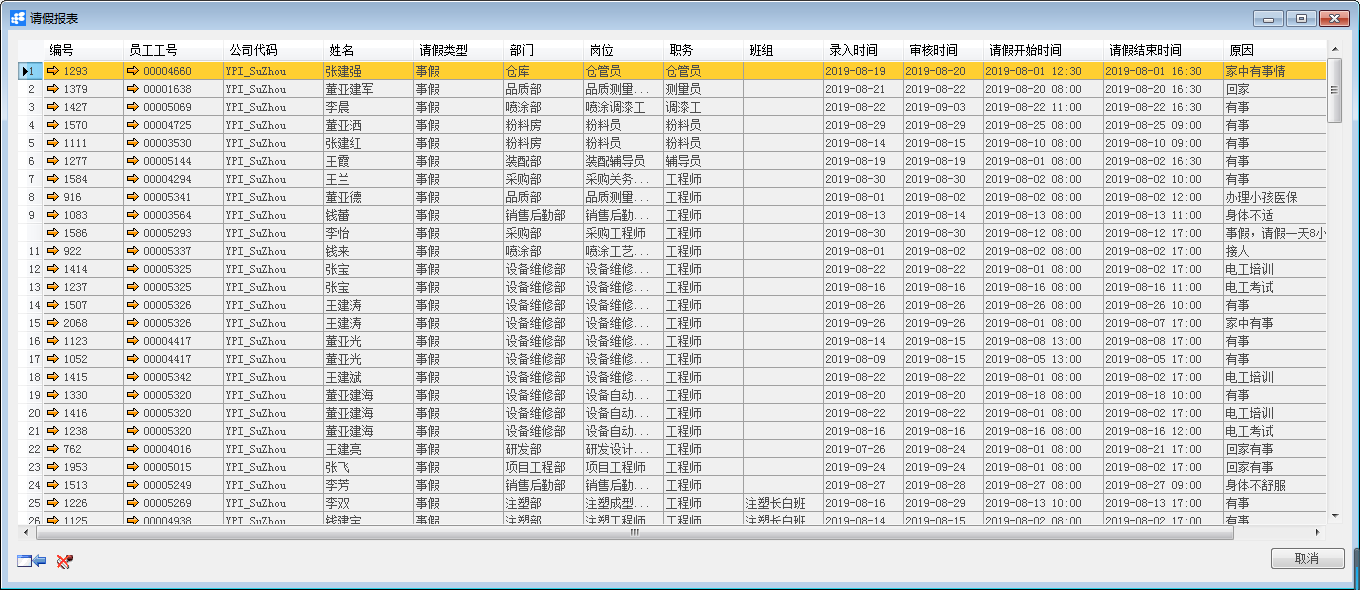 请假报表
编号 员工工号 公司代码 姓名 请假类型 部门 岗位 职务 班组 录入时间 审核时间 请假开始时间 请假结束时间 原因
1 1293 00004660 YPI_SuZhou 张建强 事假 仓库 仓管员 仓管员 2019-08-19 2019-08-20 2019-08-01 12:30 2019-08-01 16:30 家中有事情
2 1379 00001638 YPI_SuZhou 董亚建军 事假 品质部 品质测量... 测量员 2019-08-21 2019-08-22 2019-08-20 08:00 2019-08-20 16:30 回家
3 1427 00005069 YPI_SuZhou 李晨 事假 喷涂部 喷涂调漆工 调漆工 2019-08-22 2019-09-03 2019-08-22 11:00 2019-08-22 16:30 有事
4 1570 00004725 YPI_SuZhou 董亚洒 事假 粉料房 粉料员 粉料员 2019-08-29 2019-08-29 2019-08-25 08:00 2019-08-25 09:00 有事
5 1111 00003530 YPI_SuZhou 张建红 事假 粉料房 粉料员 粉料员 2019-08-14 2019-08-15 2019-08-10 08:00 2019-08-10 09:00 有事
6 1277 00005144 YPI_SuZhou 王霞 事假 装配部 装配辅导员 辅导员 2019-08-19 2019-08-19 2019-08-01 08:00 2019-08-02 16:30 有事
7 1584 00004294 YPI_SuZhou 王兰 事假 采购部 采购关务... 工程师 2019-08-30 2019-08-30 2019-08-02 08:00 2019-08-02 10:00 有事
8 916 00005341 YPI_SuZhou 董亚德 事假 品质部 品质测量... 工程师 2019-08-01 2019-08-02 2019-08-02 08:00 2019-08-02 12:00 办理小孩医保
9 1083 00003564 YPI_SuZhou 钱蕾 事假 销售后勤部 销售后勤... 工程师 2019-08-13 2019-08-14 2019-08-13 08:00 2019-08-13 11:00 身体不适
1586 00005293 YPI_SuZhou 李怡 事假 采购部 采购工程师 工程师 2019-08-30 2019-08-30 2019-08-12 08:00 2019-08-12 17:00 事假，请假一天8小
11 922 00005337 YPI_SuZhou 钱来 事假 喷涂部 喷涂工艺... 工程师 2019-08-01 2019-08-02 2019-08-02 08:00 2019-08-02 17:00 接人
12 1414 00005325 YPI_SuZhou 张宝 事假 设备维修部 设备维修... 工程师 2019-08-22 2019-08-22 2019-08-01 08:00 2019-08-02 17:00 电工培训
13 1237 00005325 YPI_SuZhou 张宝 事假 设备维修部 设备维修... 工程师 2019-08-16 2019-08-16 2019-08-16 08:00 2019-08-16 11:00 电工考试
14 1507 00005326 YPI_SuZhou 王建涛 事假 设备维修部 设备维修... 工程师 2019-08-26 2019-08-26 2019-08-26 08:00 2019-08-26 10:00 有事
15 2068 00005326 YPI_SuZhou 王建涛 事假 设备维修部 设备维修... 工程师 2019-09-26 2019-09-26 2019-08-01 08:00 2019-08-07 17:00 家中有事
16 1123 00004417 YPI_SuZhou 董亚光 事假 设备维修部 设备维修... 工程师 2019-08-14 2019-08-15 2019-08-08 13:00 2019-08-08 17:00 有事
17 1052 00004417 YPI_SuZhou 董亚光 事假 设备维修部 设备维修... 工程师 2019-08-09 2019-08-15 2019-08-05 13:00 2019-08-05 17:00 有事
18 1415 00005342 YPI_SuZhou 王建斌 事假 设备维修部 设备维修... 工程师 2019-08-22 2019-08-22 2019-08-01 08:00 2019-08-02 17:00 电工培训
19 1330 00005320 YPI_SuZhou 董亚建海 事假 设备维修部 设备自动... 工程师 2019-08-20 2019-08-20 2019-08-18 08:00 2019-08-18 10:00 有事
20 1416 00005320 YPI_SuZhou 董亚建海 事假 设备维修部 设备自动... 工程师 2019-08-22 2019-08-22 2019-08-01 08:00 2019-08-02 17:00 电工培训
21 1238 00005320 YPI_SuZhou 董亚建海 事假 设备维修部 设备自动... 工程师 2019-08-16 2019-08-16 2019-08-16 08:00 2019-08-16 12:00 电工考试
22 762 00004016 YPI_SuZhou 王建亮 事假 研发部 研发设计... 工程师 2019-07-26 2019-08-24 2019-08-01 08:00 2019-08-21 17:00 回家有事
23 1953 00005015 YPI_SuZhou 张飞 事假 项目工程部 项目工程师 工程师 2019-09-24 2019-09-24 2019-08-01 08:00 2019-08-02 17:00 回家有事
24 1513 00005249 YPI_SuZhou 李芳 事假 销售后勤部 销售后勤... 工程师 2019-08-27 2019-08-28 2019-08-27 08:00 2019-08-27 09:00 身体不舒服
25 1226 00005269 YPI_SuZhou 李双 事假 注塑部 注塑成型... 工程师 注塑长白班 2019-08-16 2019-08-29 2019-08-13 10:00 2019-08-13 17:00 有事
26 1125 00004938 YPI_SuZhou 钱建宝 事假 注塑部 注塑工程师 工程师 注塑长白班 2019-08-14 2019-08-15 2019-08-02 08:00 2019-08-02 17:00 有事
取消